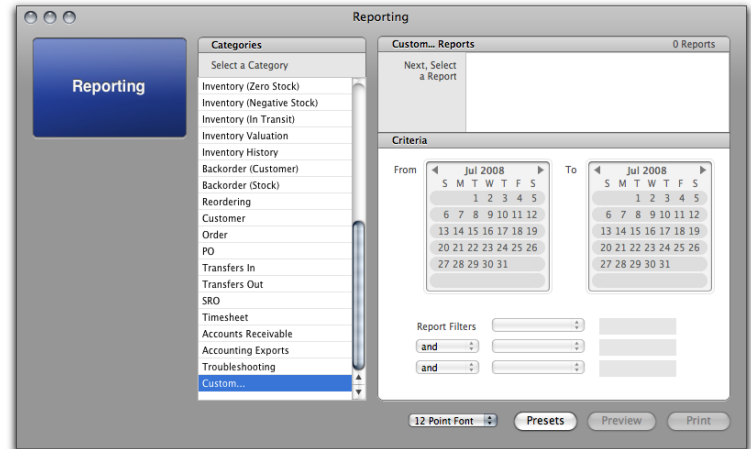 Reporting
Reporting
Categories
Select a Category
Inventory (Zero Stock)
Inventory (Negative Stock)
Inventory (In Transit)
Inventory Valuation
Inventory History
Backorder (Customer)
Backorder (Stock)
Reordering
Customer
Order
PO
Transfers In
Transfers Out
SRO
Timesheet
Accounts Receivable
Accounting Exports
Troubleshooting
Custom...
Custom... Reports 0 Reports
Next, Select
a Report
Criteria
From Jul 2008 To Jul 2008
S M T W T F S S M T W T F S
1 2 3 4 5 1 2 3 4 5
6 7 8 9 10 11 12 6 7 8 9 10 11 12
13 14 15 16 17 18 19 13 14 15 16 17 18 19
20 21 22 23 24 25 26 20 21 22 23 24 25 26
27 28 29 30 31 27 28 29 30 31
Report Filters
and
and
12 Point Font Presets Preview Print